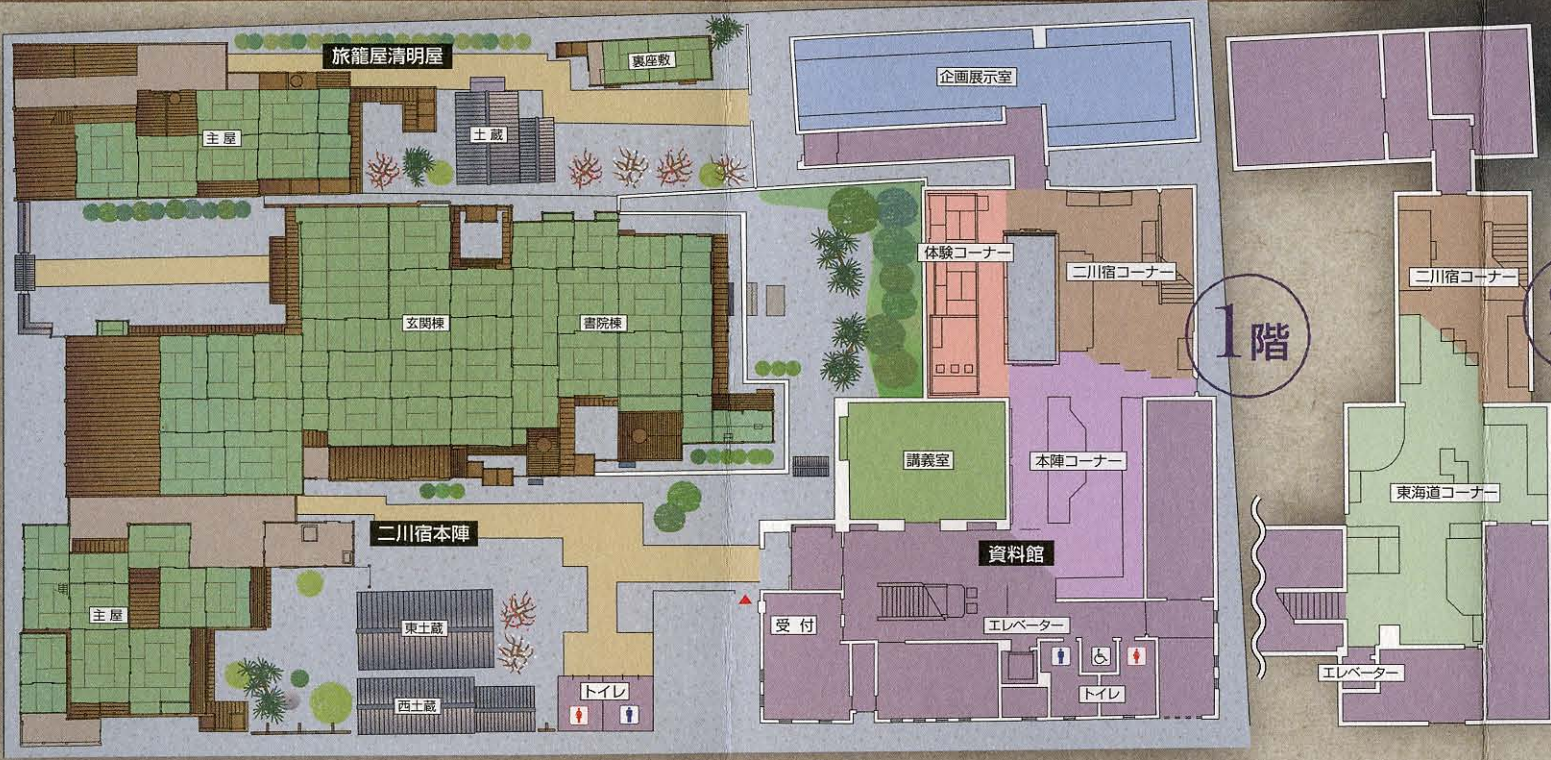 旅籠屋清明屋
裏座敷
企画展示室
主屋
土蔵
体験コーナー
二川宿コーナー
二川宿コーナー
玄関棟
書院棟
1階
講義室
本陣コーナー
東海道コーナー
二川宿本陣
資料館
主屋
東土蔵
受付
エレベーター
エレベーター
西土蔵
トイレ
トイレ